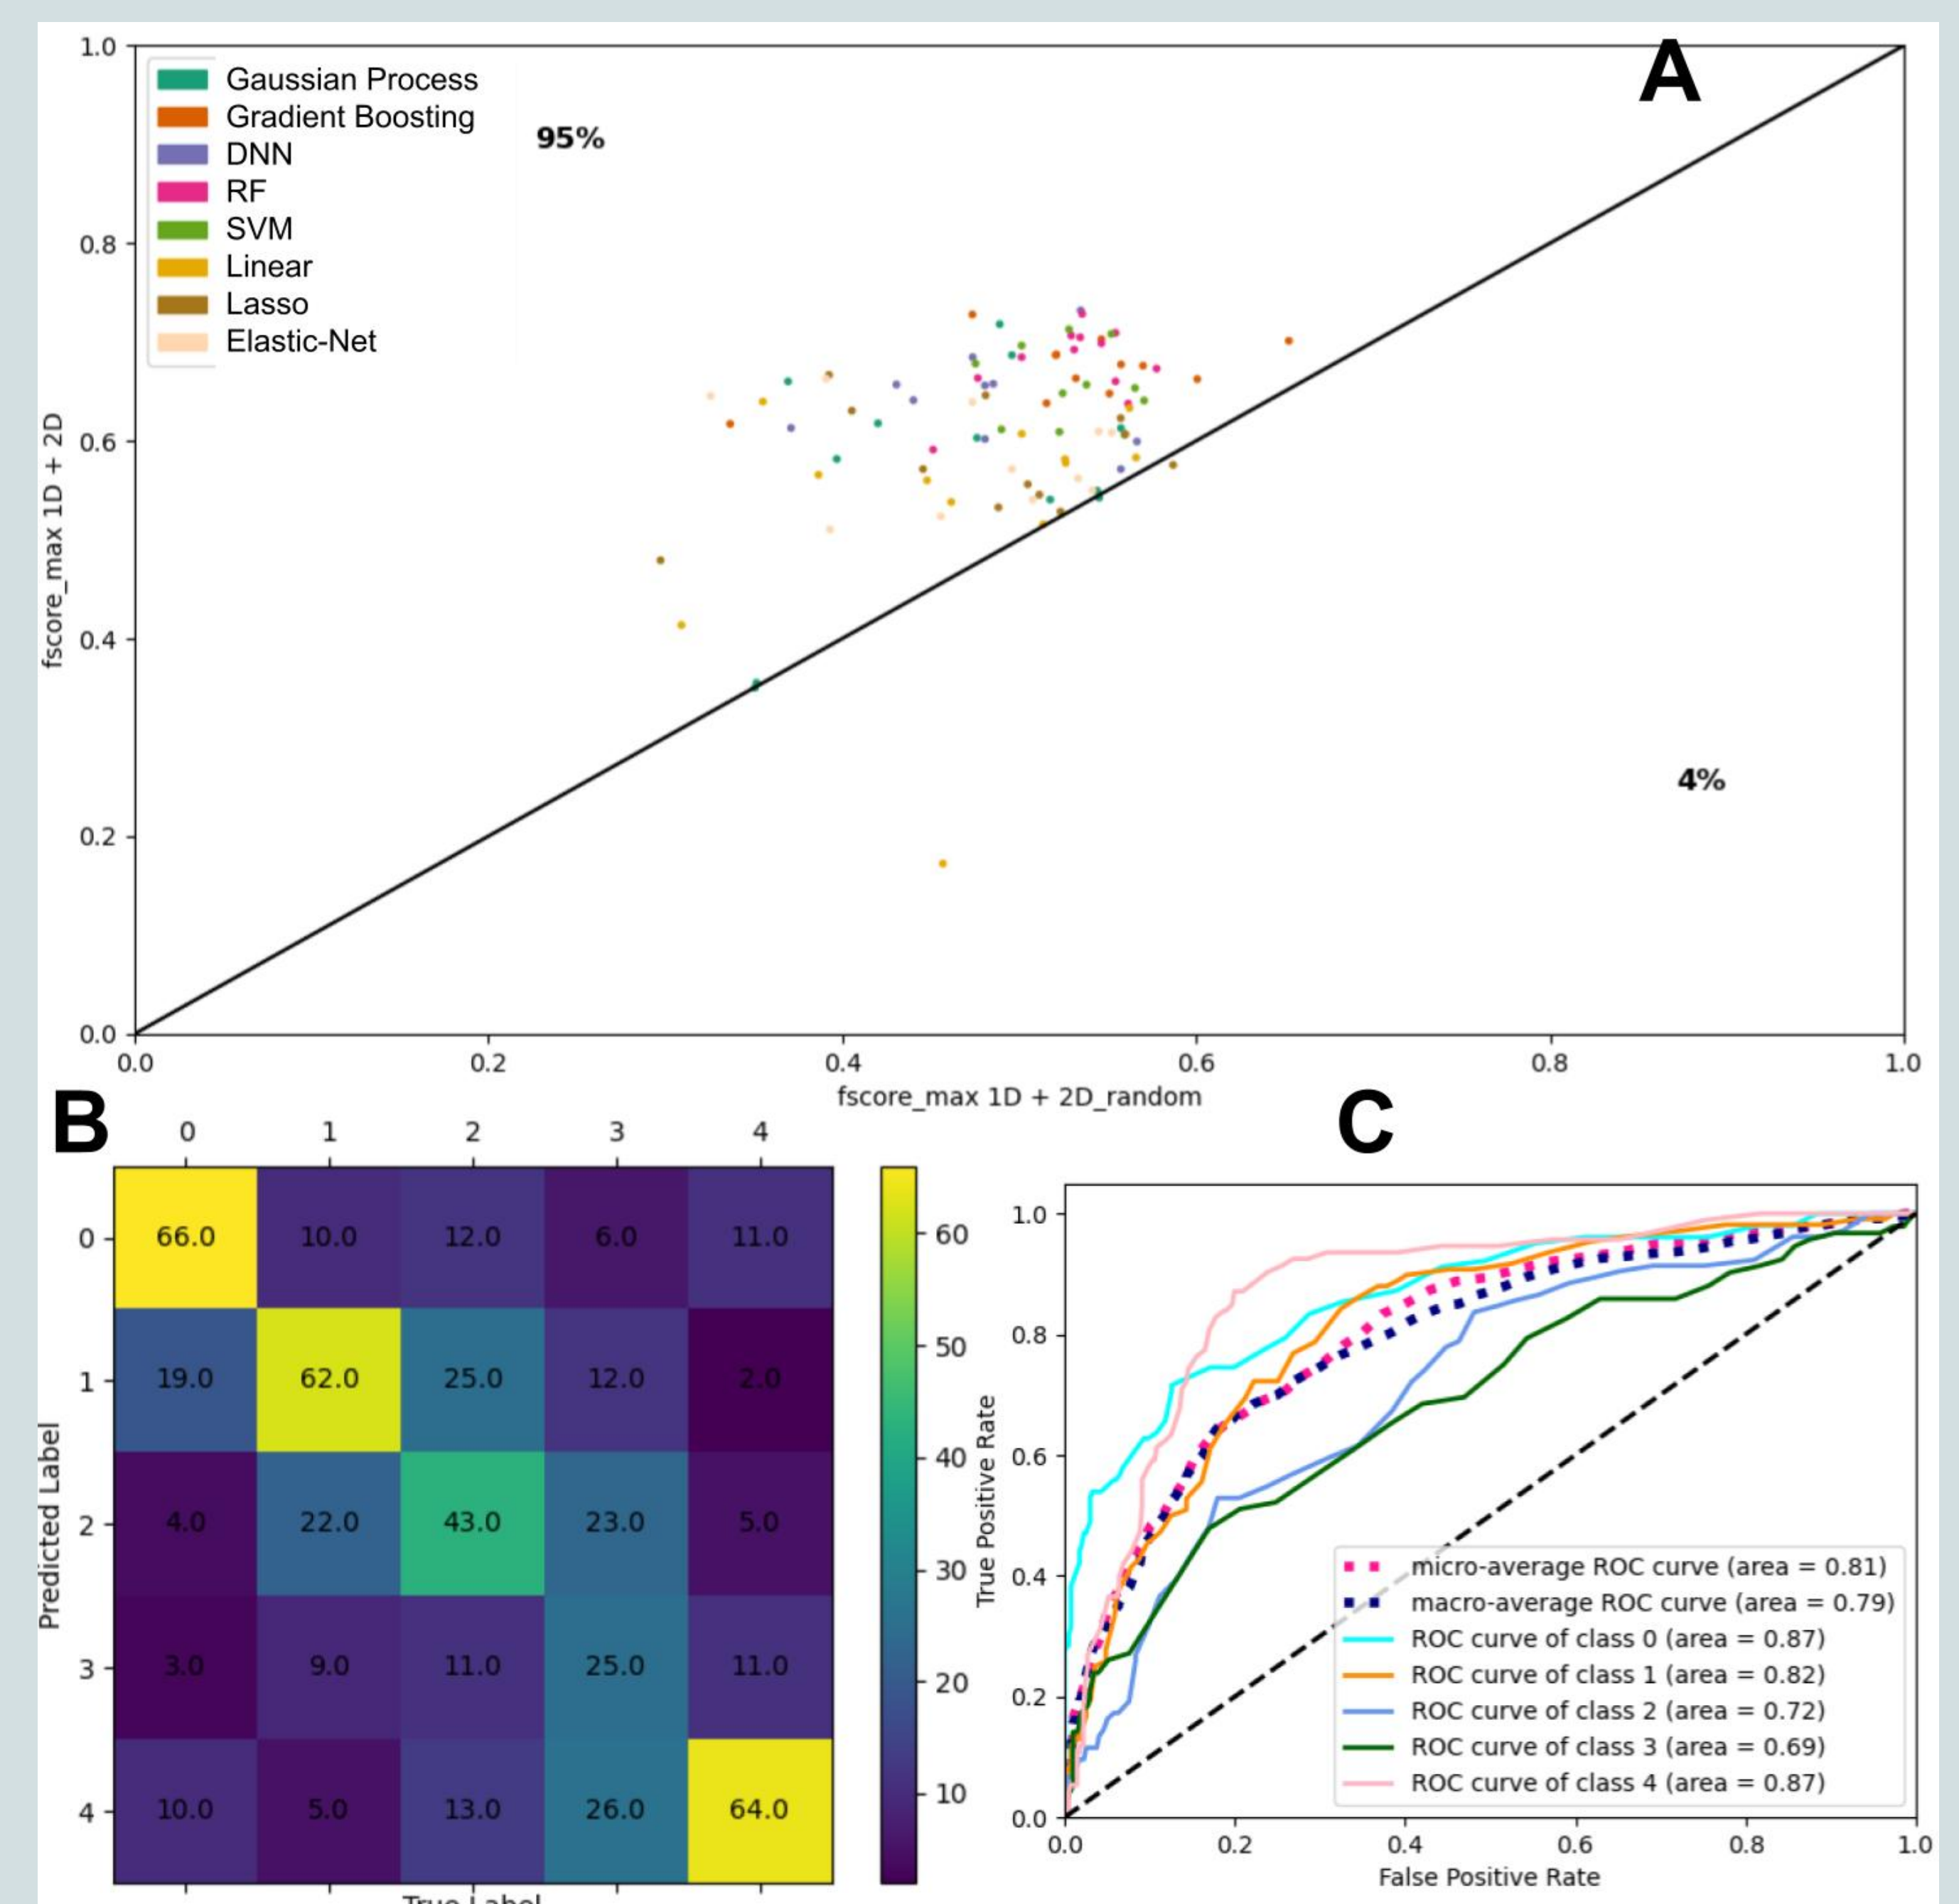 A
1.0
0.8
0.6
0.4
0.2
0.0
fscore_max 1D + 2D
Gaussian Process
Gradient Boosting
DNN
RF
SVM
Linear
Lasso
Elastic-Net
95%
4%
0.0 0.2 0.4 0.6 0.8 1.0
fscore_max 1D + 2D_random
B
0 1 2 3 4
0 66.0 10.0 12.0 6.0 11.0
1 19.0 62.0 25.0 12.0 2.0
2 4.0 22.0 43.0 23.0 5.0
3 3.0 9.0 11.0 25.0 11.0
4 10.0 5.0 13.0 26.0 64.0
Predicted Label
True Label
60
50
40
30
20
10
C
True Positive Rate
1.0
0.8
0.6
0.4
0.2
0.0
micro-average ROC curve (area = 0.81)
macro-average ROC curve (area = 0.79)
ROC curve of class 0 (area = 0.87)
ROC curve of class 1 (area = 0.82)
ROC curve of class 2 (area = 0.72)
ROC curve of class 3 (area = 0.69)
ROC curve of class 4 (area = 0.87)
0.0 0.2 0.4 0.6 0.8 1.0
False Positive Rate